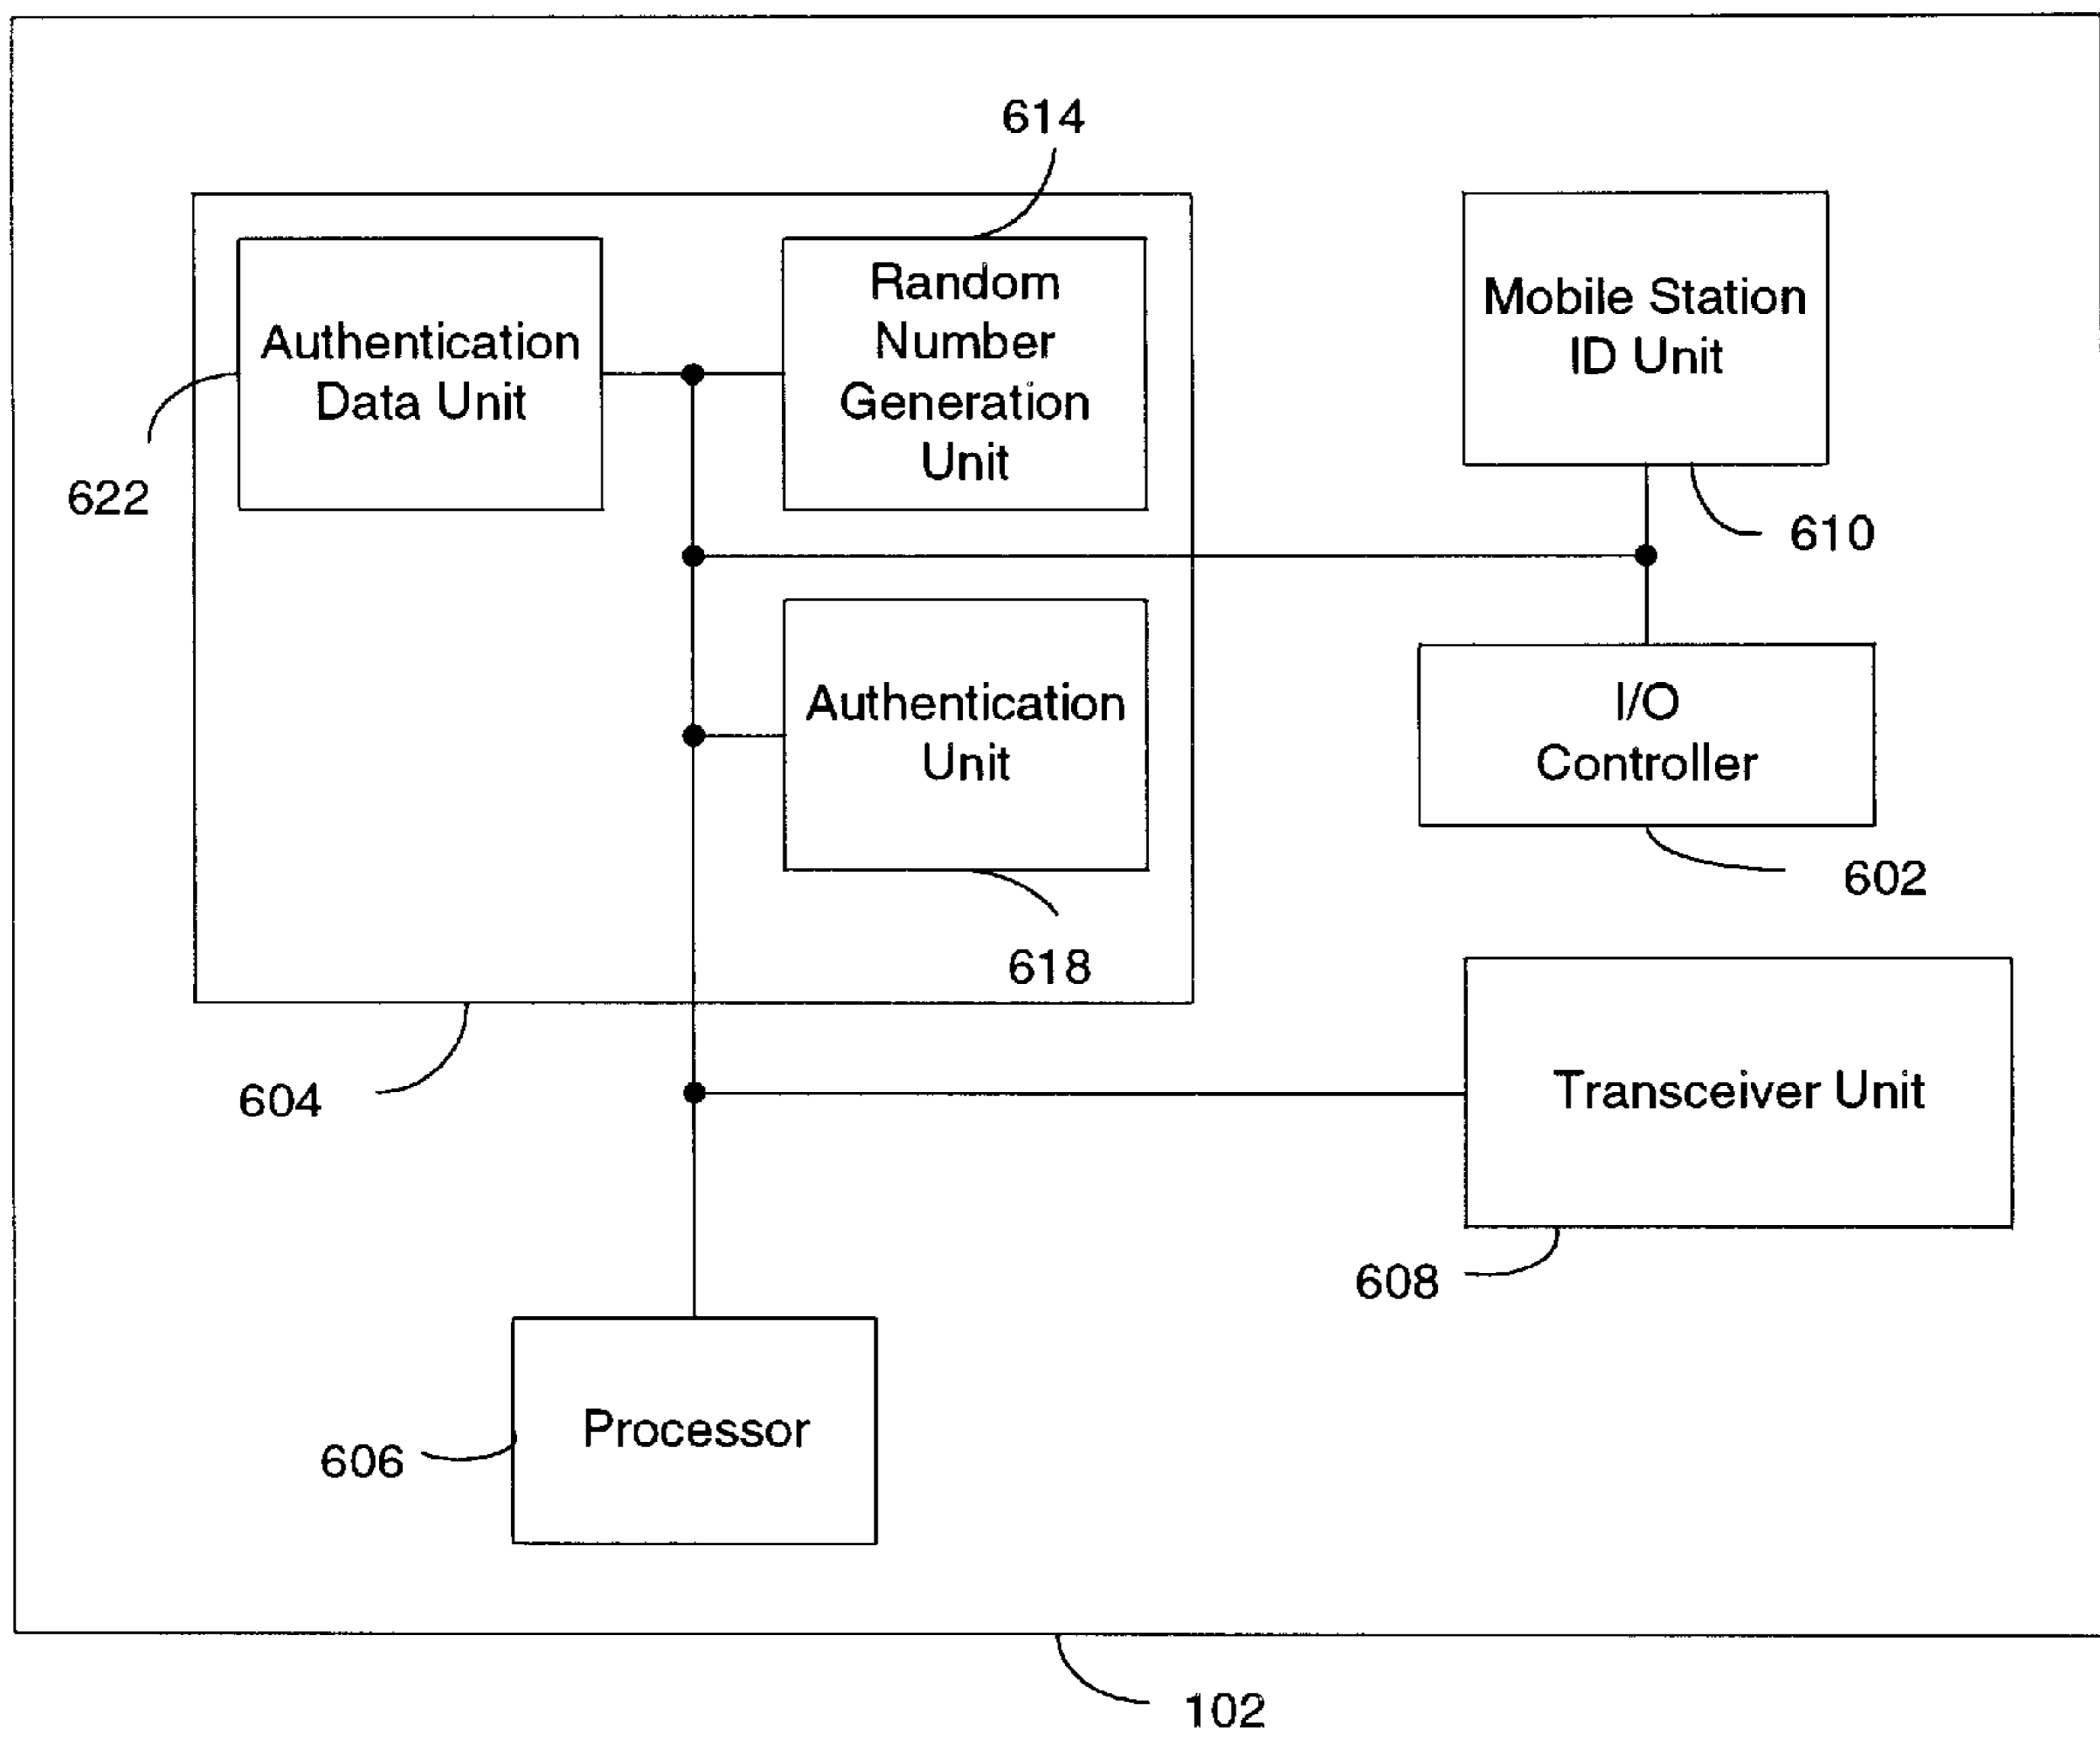 614
Authentication
Data Unit
622
Random
Number
Generation
Unit
Mobile Station
ID Unit
610
Authentication
Unit
618
I/O
Controller
602
604
Transceiver Unit
608
Processor
606
102